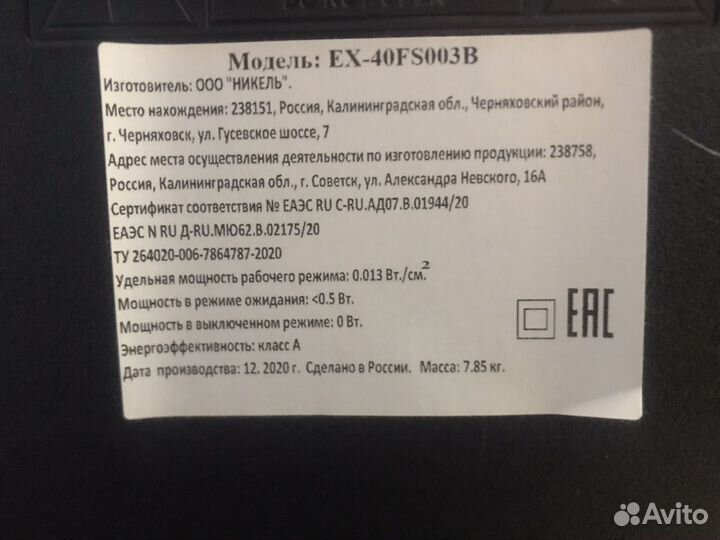 Модель: EX-40FS003B
Изготовитель: ООО "НИКЕЛЬ".
Место нахождения: 238151, Россия, Калининградская обл., Черняховский район,
г. Черняховск, ул. Гусевское шоссе, 7
Адрес места осуществления деятельности по изготовлению продукции: 238758,
Россия, Калининградская обл., г. Советск, ул. Александра Невского, 16А
Сертификат соответствия № ЕАЭС RU С-RU.АД07.В.01944/20
ЕАЭС N RU Д-RU.МЮ62.В.02175/20
ТУ 264020-006-7864787-2020
Удельная мощность рабочего режима: 0.013 Вт./см.²
Мощность в режиме ожидания: <0.5 Вт.
Мощность в выключенном режиме: 0 Вт.
Энергоэффективность: класс А
Дата производства: 12. 2020 г. Сделано в России. Масса: 7.85 кг.
ЕАС
Avito